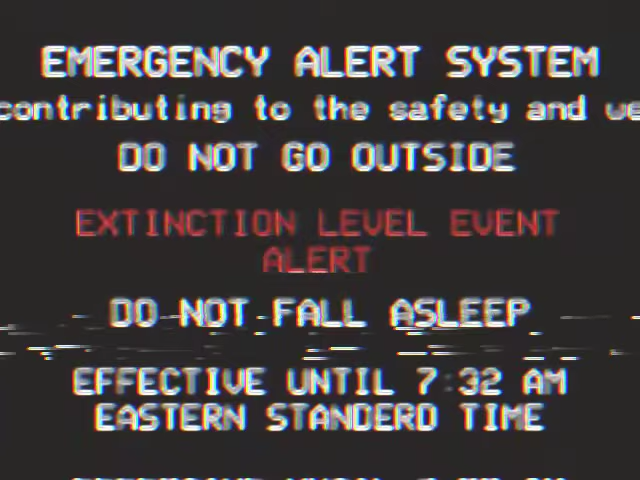 EMERGENCY ALERT SYSTEM
contributing to the safety and we
DO NOT GO OUTSIDE
EXTINCTION LEVEL EVENT
ALERT
DO NOT FALL ASLEEP
EFFECTIVE UNTIL 7:32 AM
EASTERN STANDERD TIME